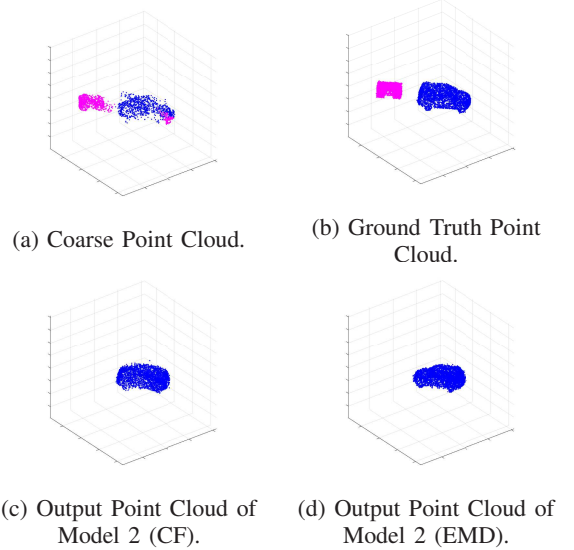 (a) Coarse Point Cloud.
(b) Ground Truth Point
Cloud.
(c) Output Point Cloud of
Model 2 (CF).
(d) Output Point Cloud of
Model 2 (EMD).